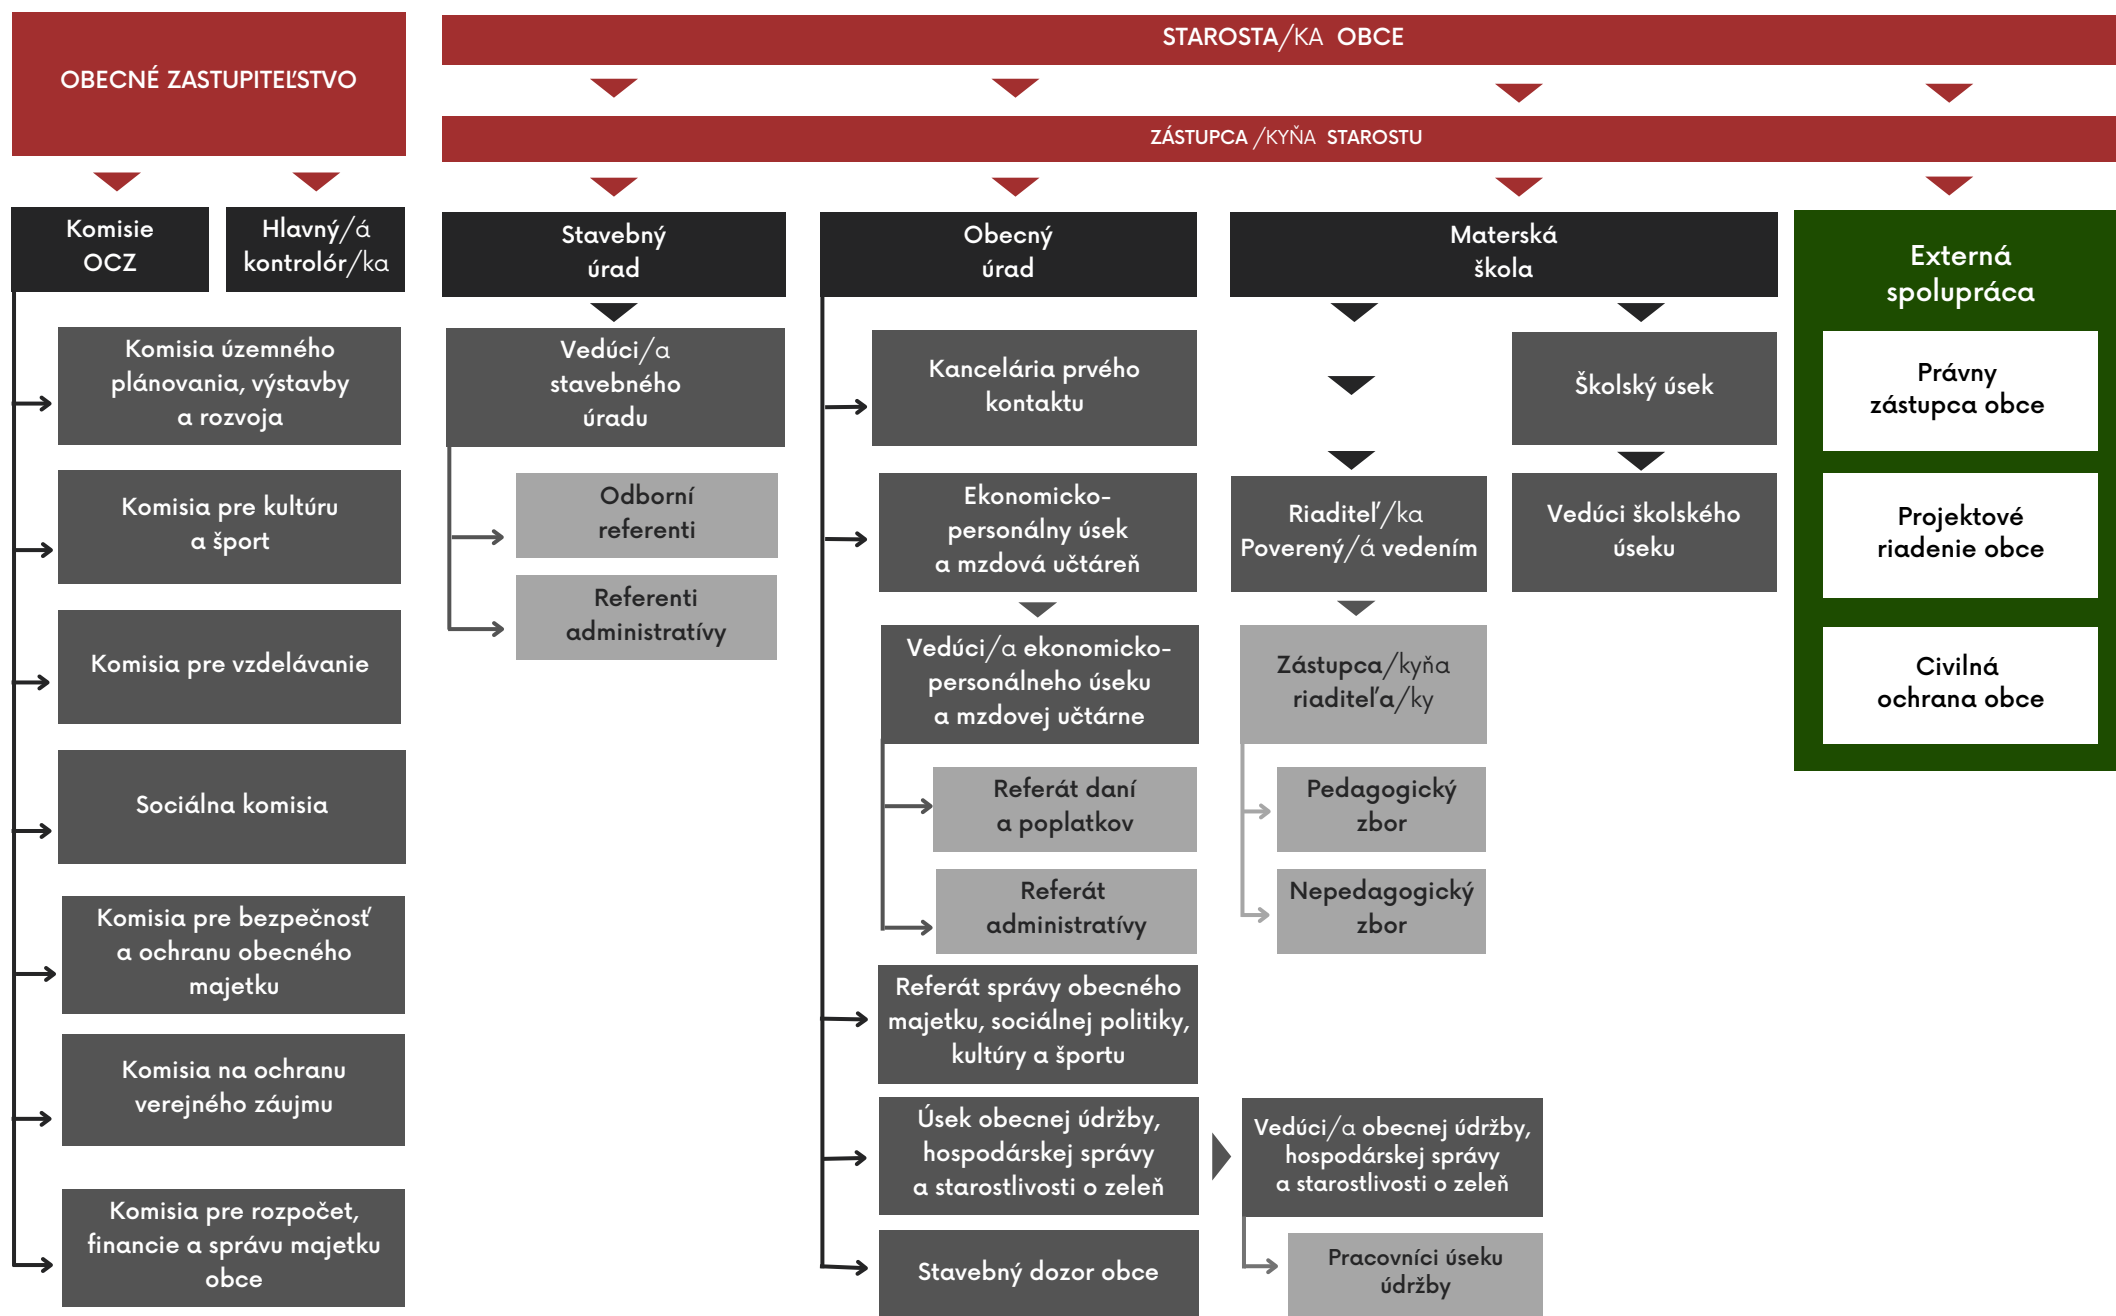 OBECNÉ ZASTUPITEĽSTVO
STAROSTA/KA OBCE
ZÁSTUPCA /KYŇA STAROSTU
Komisie
OCZ
Hlavný/á
kontrolór/ka
Komisia územného
plánovania, výstavby
a rozvoja
Komisia pre kultúru
a šport
Komisia pre vzdelávanie
Sociálna komisia
Komisia pre bezpečnosť
a ochranu obecného
majetku
Komisia na ochranu
verejného záujmu
Komisia pre rozpočet,
financie a správu majetku
obce
Stavebný
úrad
Vedúci/a
stavebného
úradu
Odborní
referenti
Referenti
administratívy
Obecný
úrad
Kancelária prvého
kontaktu
Ekonomicko-
personálny úsek
a mzdová učtáreň
Vedúci/a ekonomicko-
personálneho úseku
a mzdovej učtárne
Referát daní
a poplatkov
Referát
administratívy
Referát správy obecného
majetku, sociálnej politiky,
kultúry a športu
Úsek obecnej údržby,
hospodárskej správy
a starostlivosti o zeleň
Vedúci/a obecnej údržby,
hospodárskej správy
a starostlivosti o zeleň
Pracovníci úseku
údržby
Stavebný dozor obce
Materská
škola
Školský úsek
Riaditeľ/ka
Poverený/á vedením
Vedúci školského
úseku
Zástupca/kyňa
riaditeľa/ky
Pedagogický
zbor
Nepedagogický
zbor
Externá
spolupráca
Právny
zástupca obce
Projektové
riadenie obce
Civilná
ochrana obce